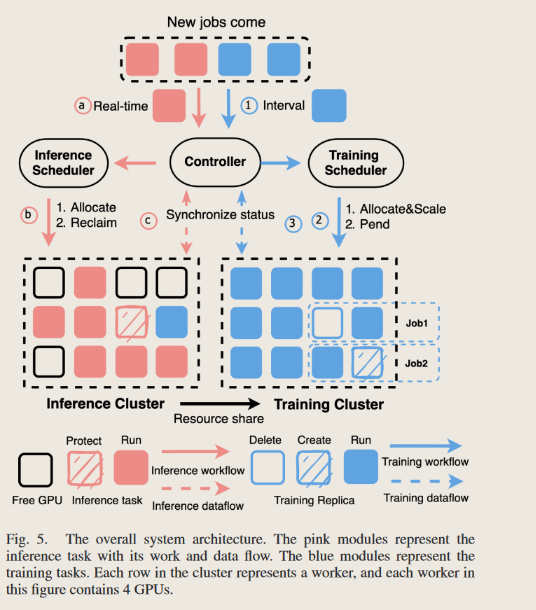 New jobs come
a Real-time
1 Interval
Inference
Scheduler
Controller
Training
Scheduler
b 1. Allocate
2. Reclaim
c Synchronize status
3 2 1. Allocate&Scale
2. Pend
Job1
Job2
Inference Cluster
Training Cluster
Resource share
Protect Run
Delete Create Run
Inference workflow
Training workflow
Free GPU Inference task
Inference dataflow
Training Replica
Training dataflow
Fig. 5. The overall system architecture. The pink modules represent the
inference task with its work and data flow. The blue modules represent the
training tasks. Each row in the cluster represents a worker, and each worker in
this figure contains 4 GPUs.